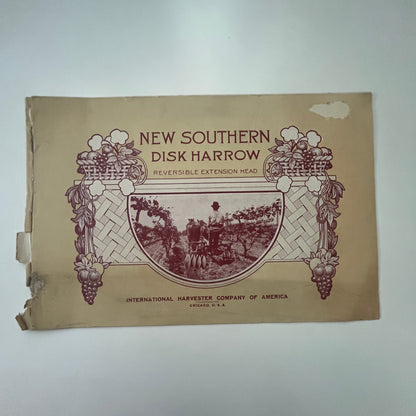 NEW SOUTHERN
DISK HARROW
REVERSIBLE EXTENSION HEAD
INTERNATIONAL HARVESTER COMPANY OF AMERICA
CHICAGO, U.S.A.